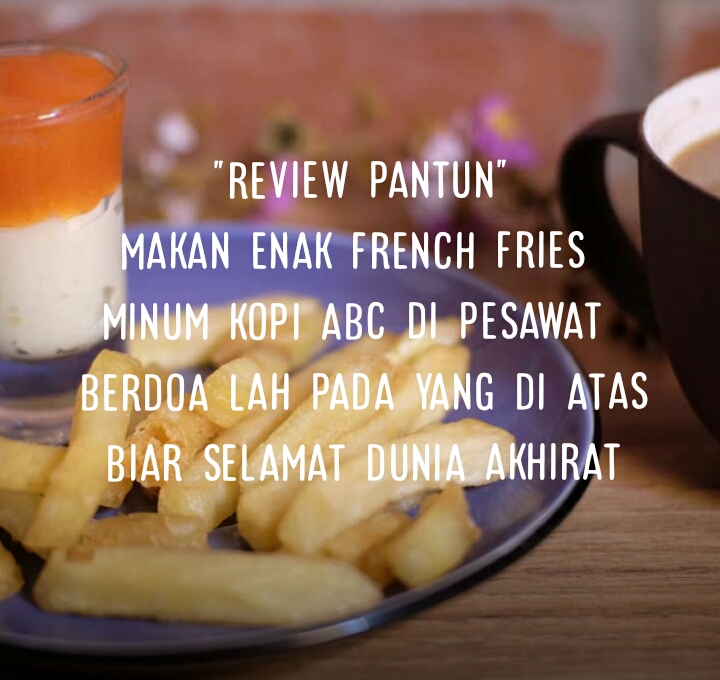 "REVIEW PANTUN"
MAKAN ENAK FRENCH FRIES
MINUM KOPI ABC DI PESAWAT
BERDOA LAH PADA YANG DI ATAS
BIAR SELAMAT DUNIA AKHIRAT